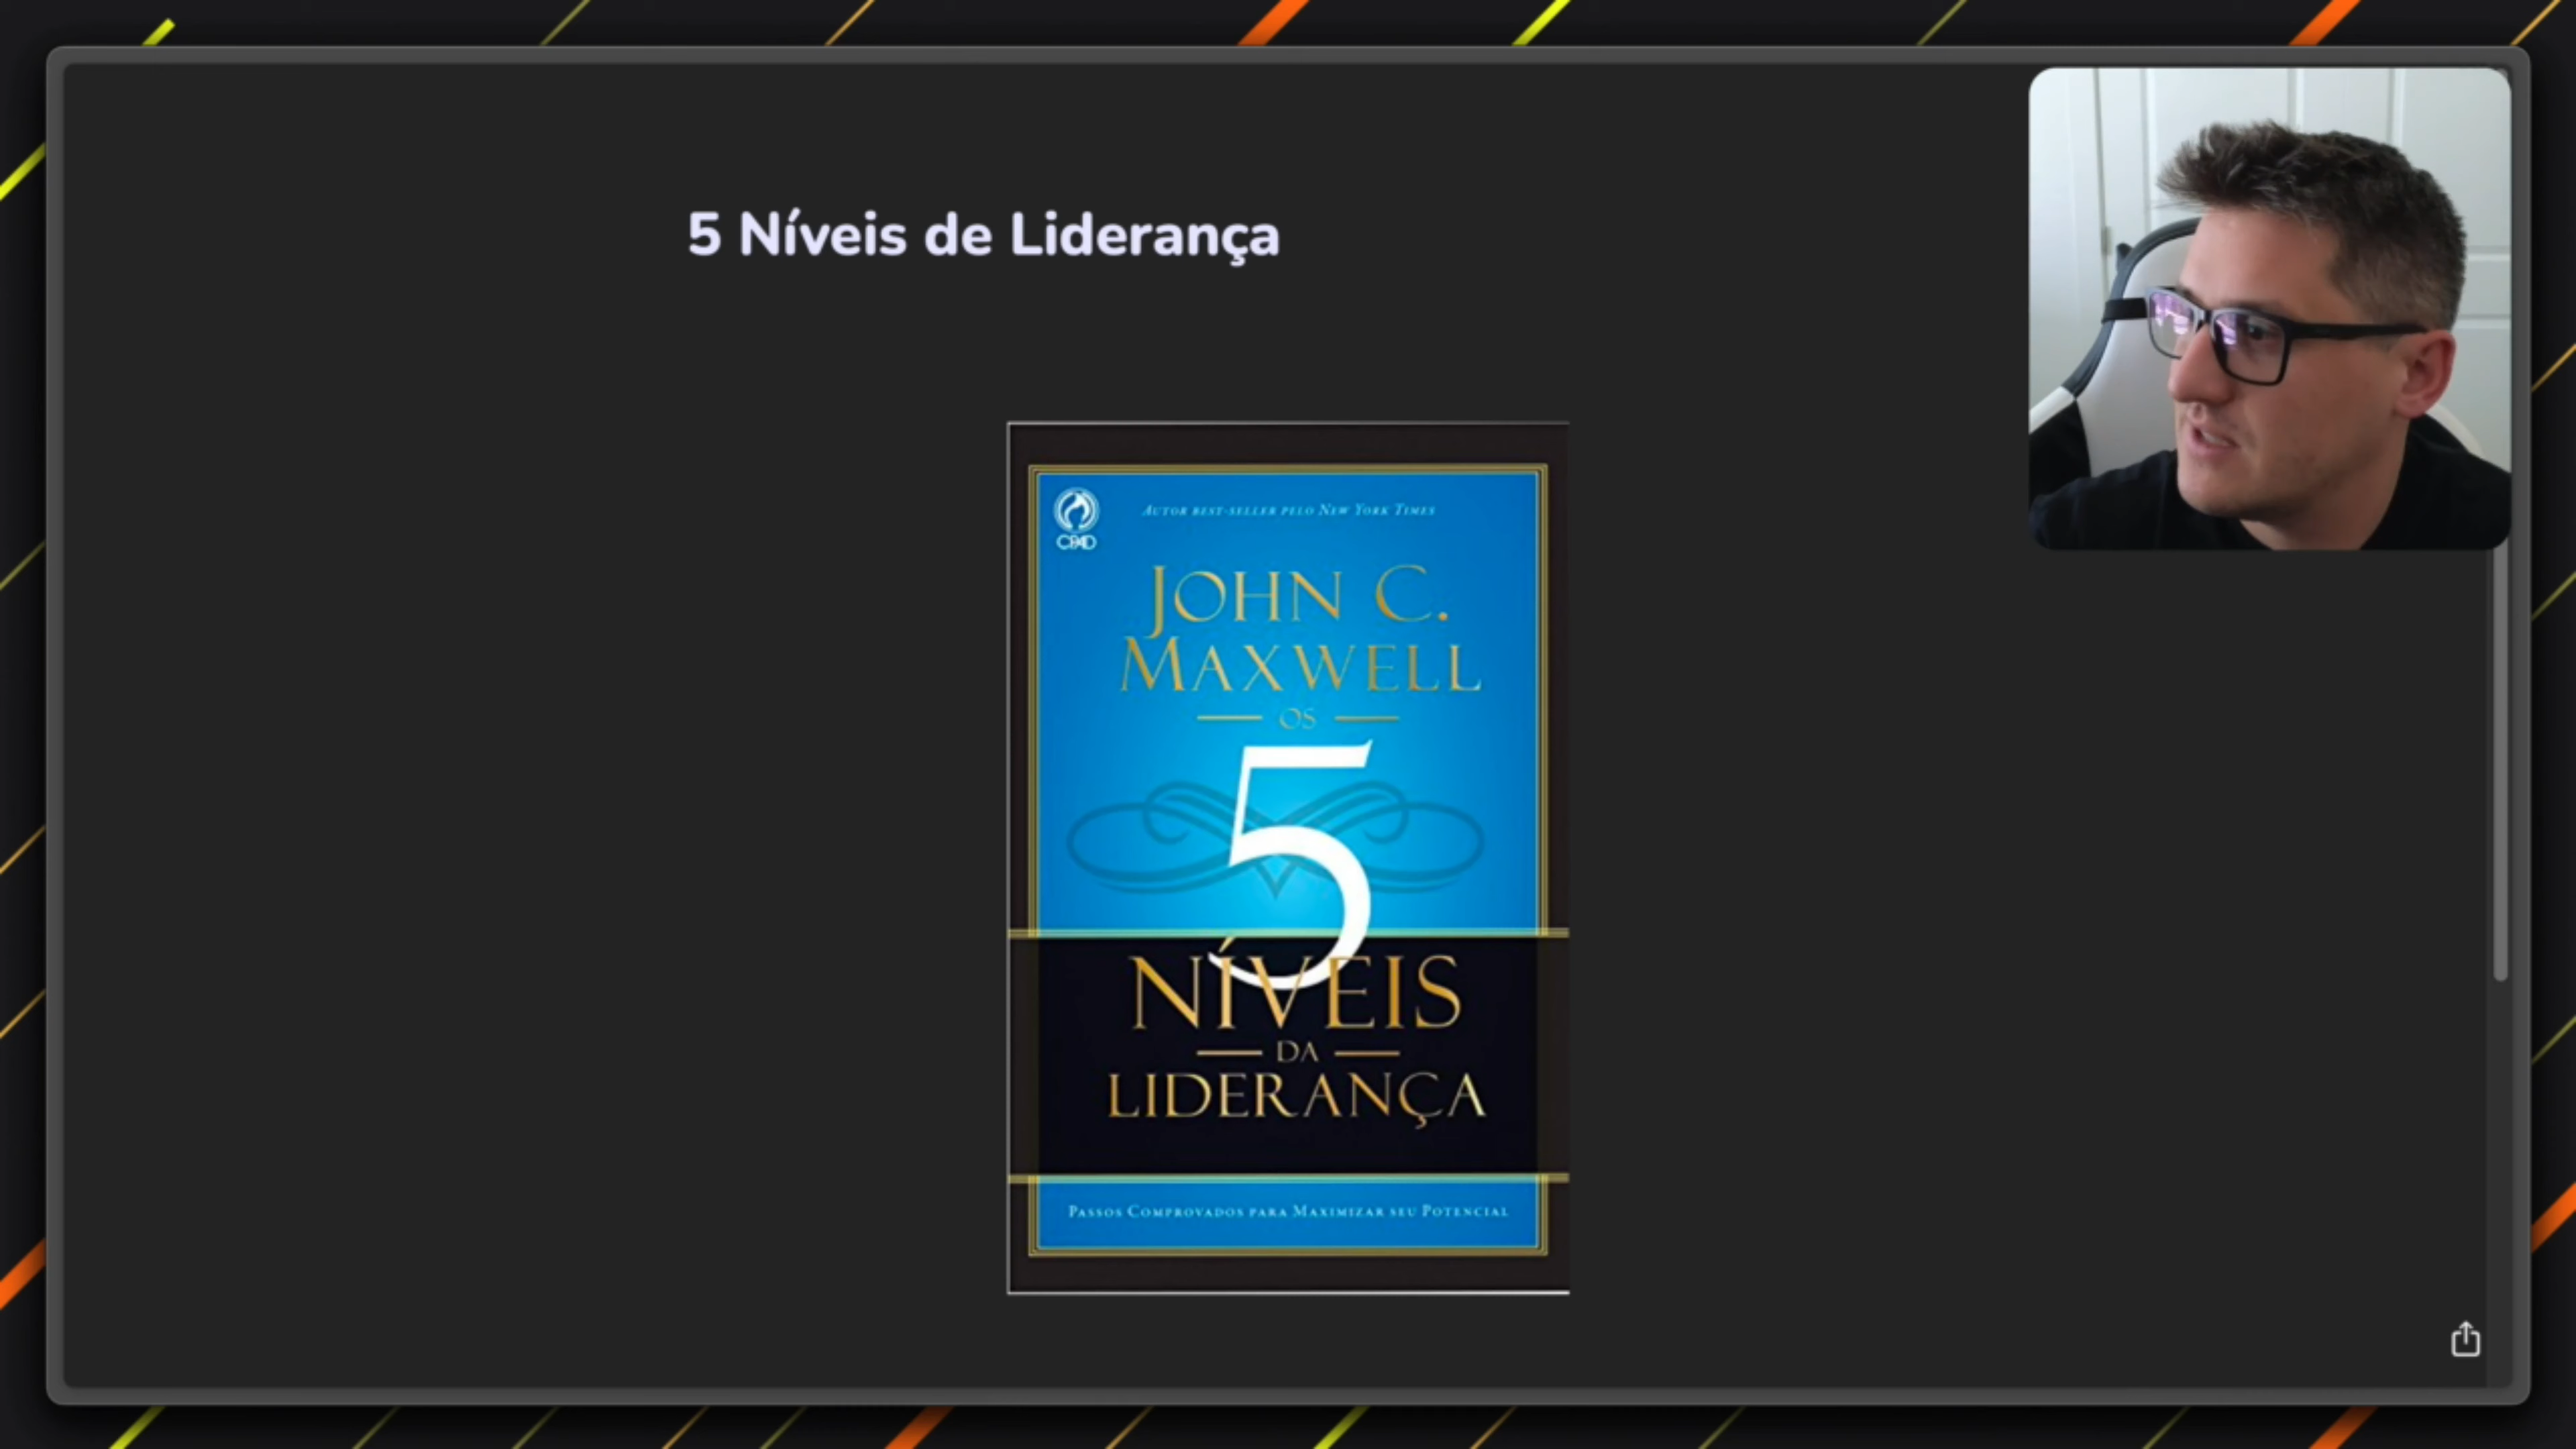 5 Níveis de Liderança
CPAD
AUTOR BEST-SELLER PELO NEW YORK TIMES
JOHN C.
MAXWELL
OS
5
NÍVEIS
DA
LIDERANÇA
PASSOS COMPROVADOS PARA MAXIMIZAR SEU POTENCIAL